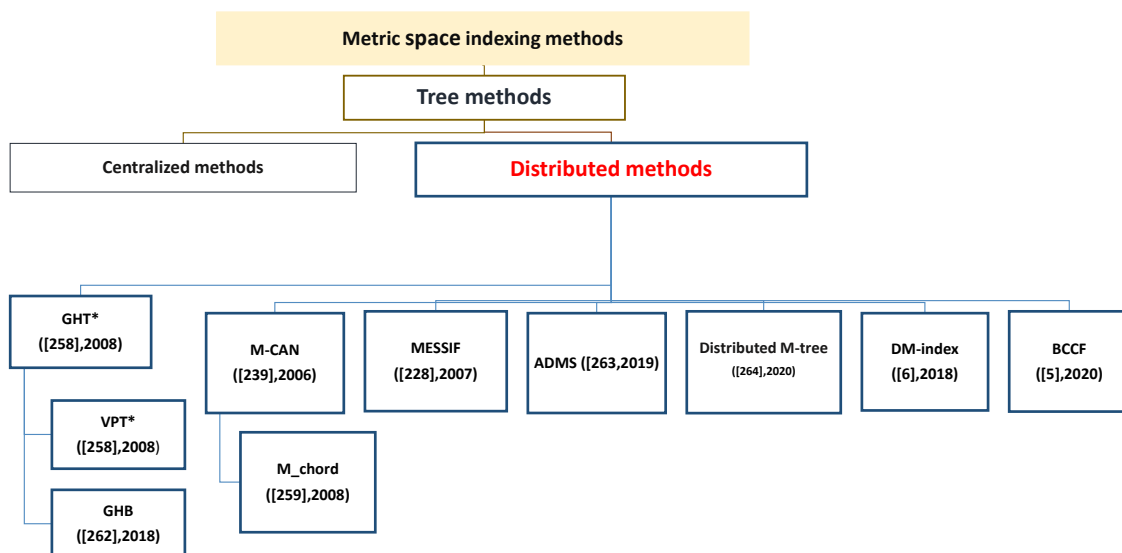 Metric space indexing methods
Tree methods
Centralized methods
Distributed methods
GHT*
([258],2008)
VPT*
([258],2008)
GHB
([262],2018)
M-CAN
([239],2006)
M_chord
([259],2008)
MESSIF
([228],2007)
ADMS ([263,2019)
Distributed M-tree
([264],2020)
DM-index
([6],2018)
BCCF
([5],2020)